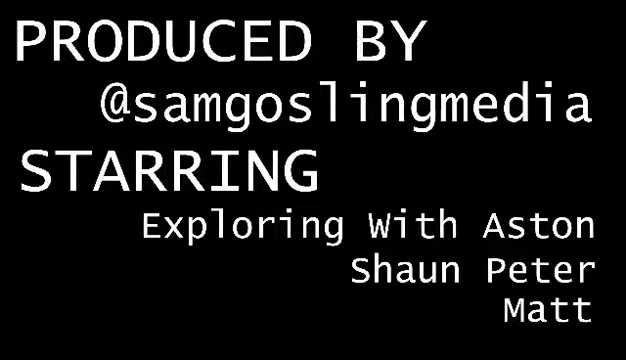 PRODUCED BY
@samgoslingmedia
STARRING
Exploring With Aston
Shaun Peter
Matt